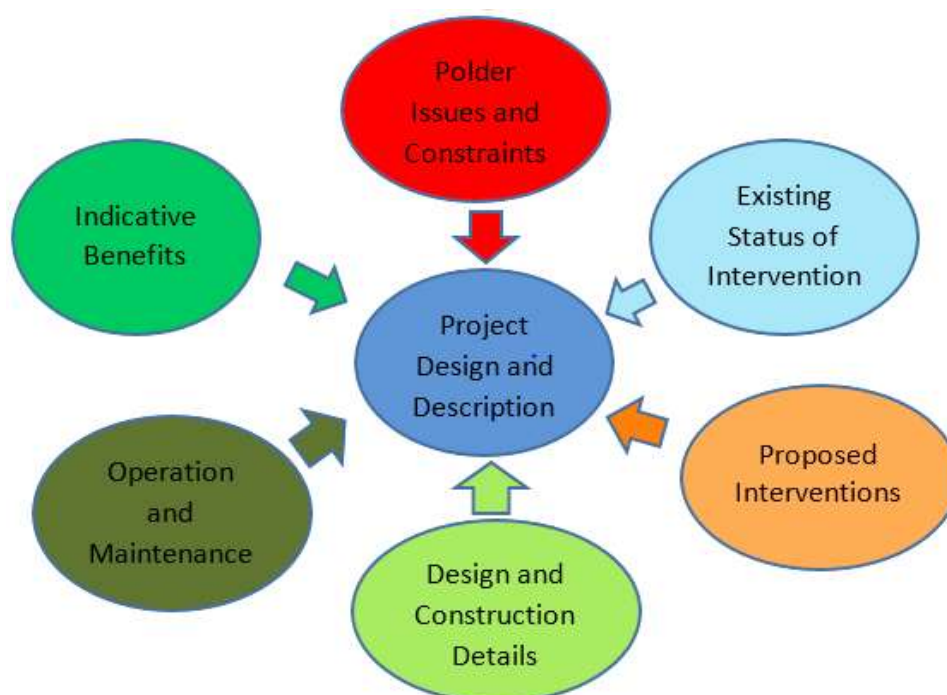 Polder
Issues and
Constraints
Indicative
Benefits
Existing
Status of
Intervention
Project
Design and
Description
Operation
and
Maintenance
Proposed
Interventions
Design and
Construction
Details